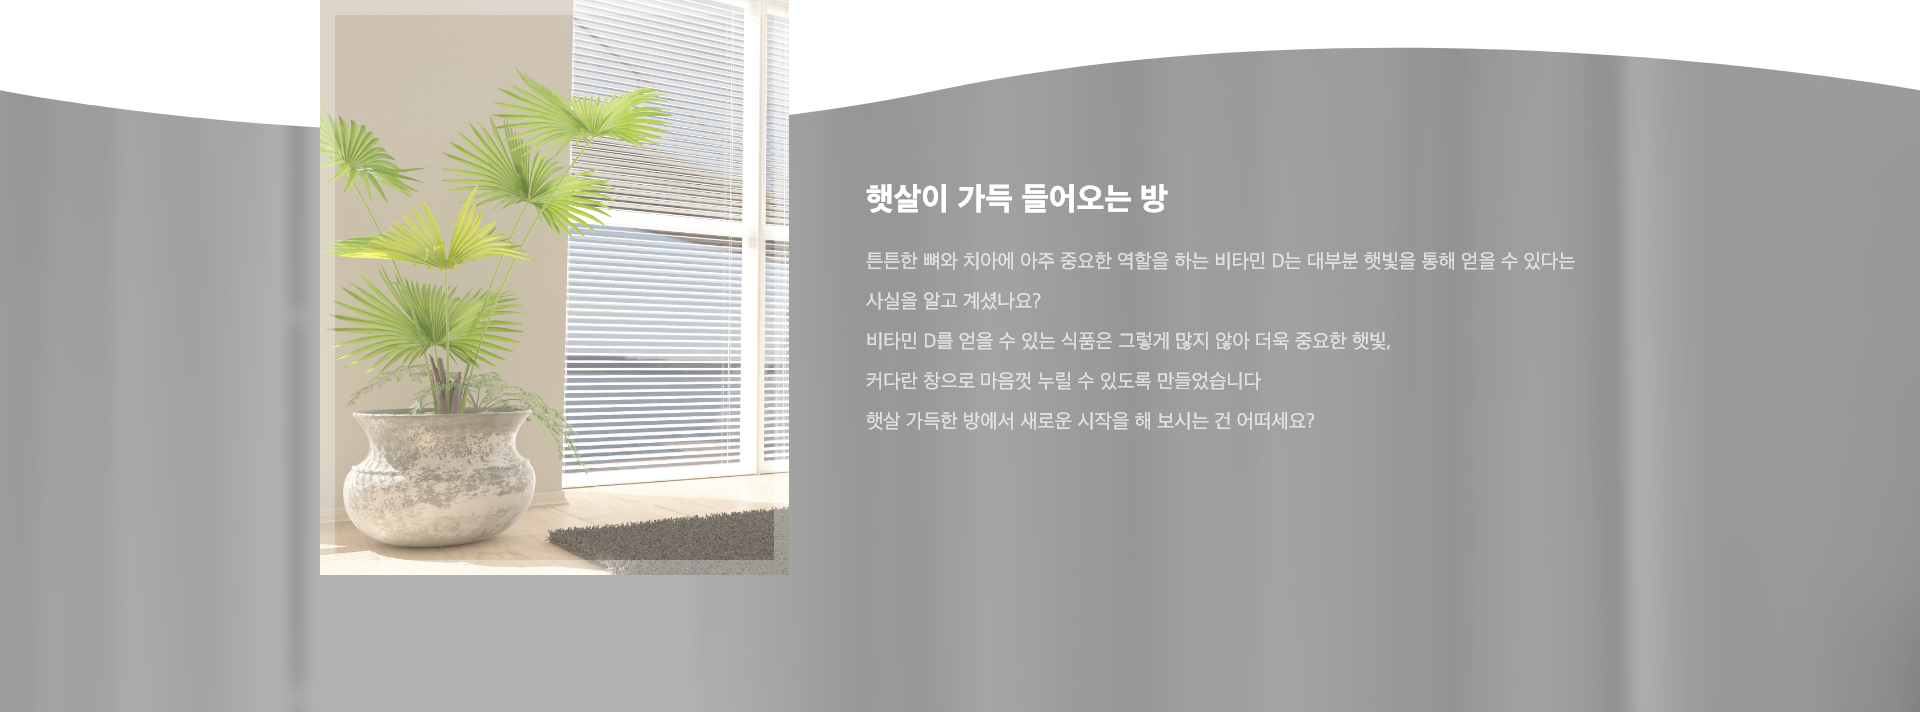 햇살이 가득 들어오는 방
튼튼한 뼈와 치아에 아주 중요한 역할을 하는 비타민 D는 대부분 햇빛을 통해 얻을 수 있다는
사실을 알고 계셨나요?
비타민 D를 얻을 수 있는 식품은 그렇게 많지 않아 더욱 중요한 햇빛,
커다란 창으로 마음껏 누릴 수 있도록 만들었습니다
햇살 가득한 방에서 새로운 시작을 해 보시는 건 어떠세요?